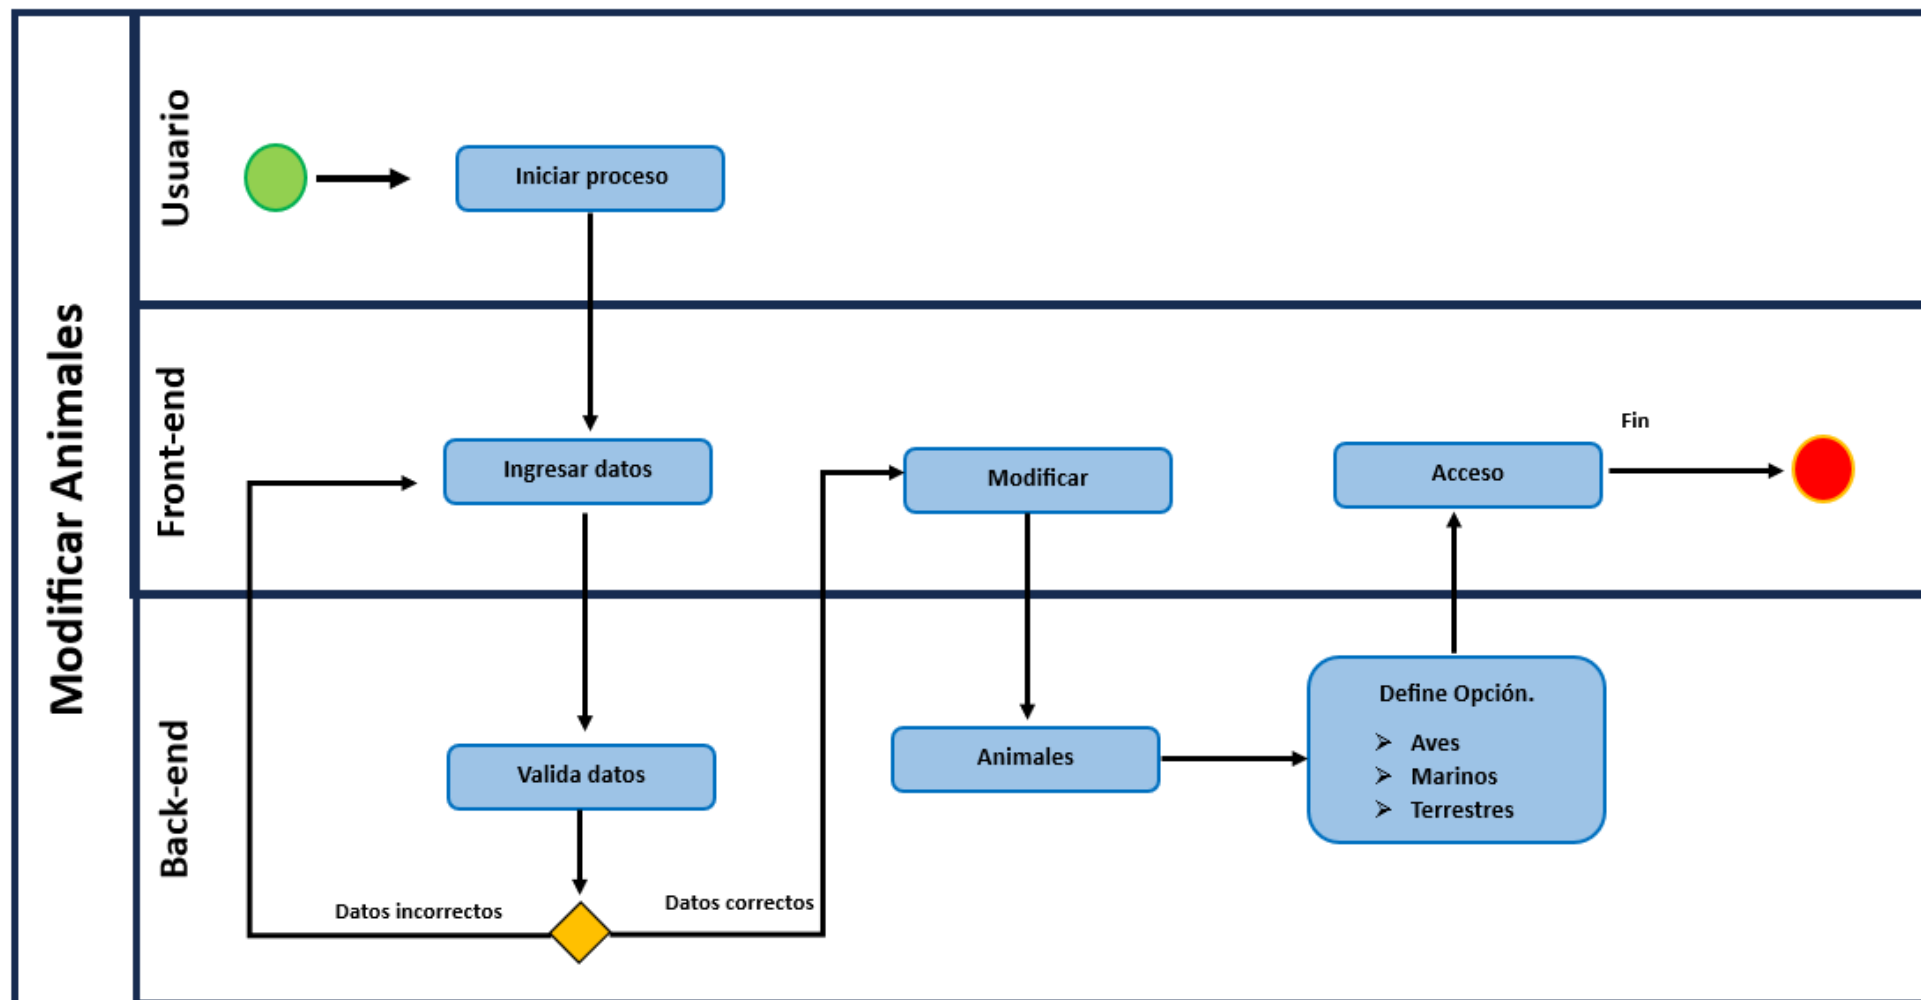 Modificar Animales
Usuario
Iniciar proceso
Front-end
Ingresar datos
Modificar
Acceso
Fin
Back-end
Valida datos
Datos incorrectos
Datos correctos
Animales
Define Opción.
➢ Aves
➢ Marinos
➢ Terrestres